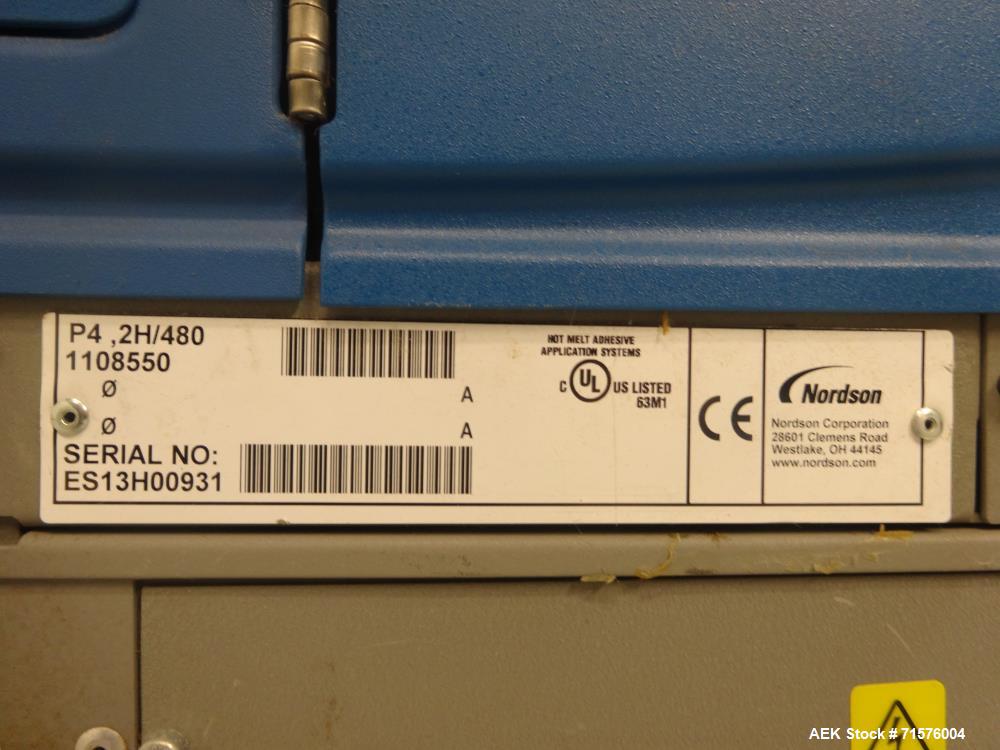 P4 ,2H/480
1108550
Ø A
Ø A
SERIAL NO:
ES13H00931
HOT MELT ADHESIVE
APPLICATION SYSTEMS
C UL US LISTED
63M1
CE
Nordson
Nordson Corporation
28601 Clemens Road
Westlake, OH 44145
www.nordson.com
AEK Stock # 71576004